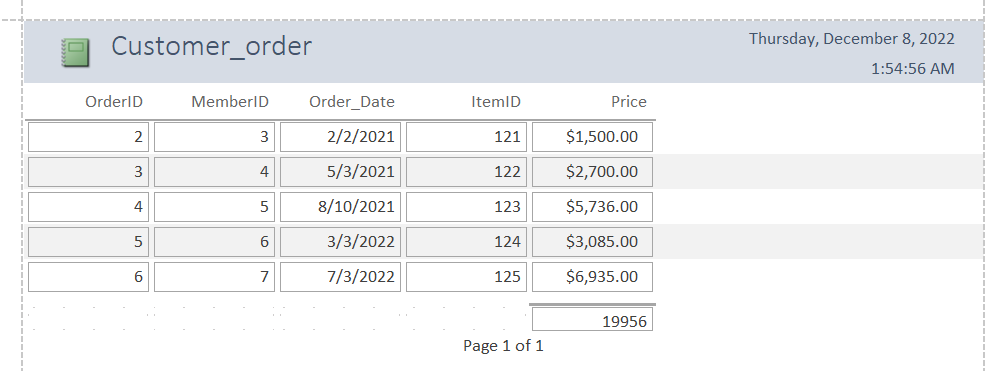 Customer_order
Thursday, December 8, 2022
1:54:56 AM
OrderID MemberID Order_Date ItemID Price
2 3 2/2/2021 121 $1,500.00
3 4 5/3/2021 122 $2,700.00
4 5 8/10/2021 123 $5,736.00
5 6 3/3/2022 124 $3,085.00
6 7 7/3/2022 125 $6,935.00
19956
Page 1 of 1